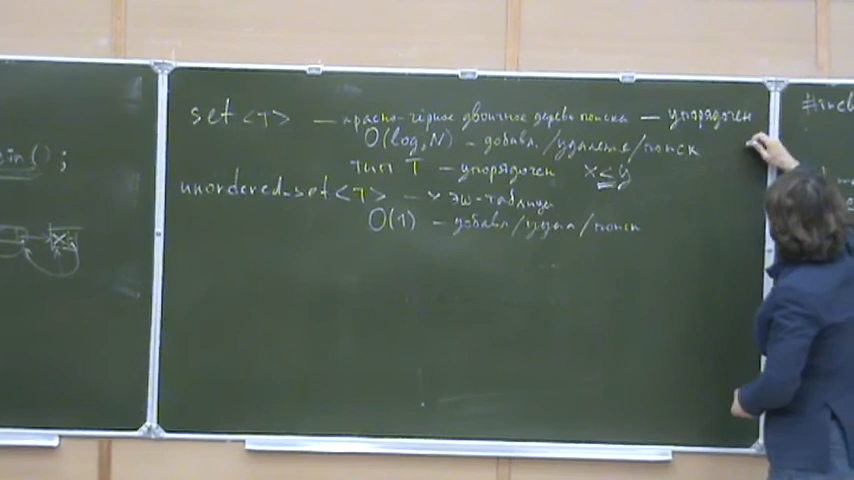 set <T> — красно-чёрное двоичное дерево поиска — упорядочен
O(log₂N) - добавл./удаление/поиск
тип T - упорядочен x≤y
unordered_set<T> - хэш-таблица
O(1) - добавл/удал/поиск
in();
#incl